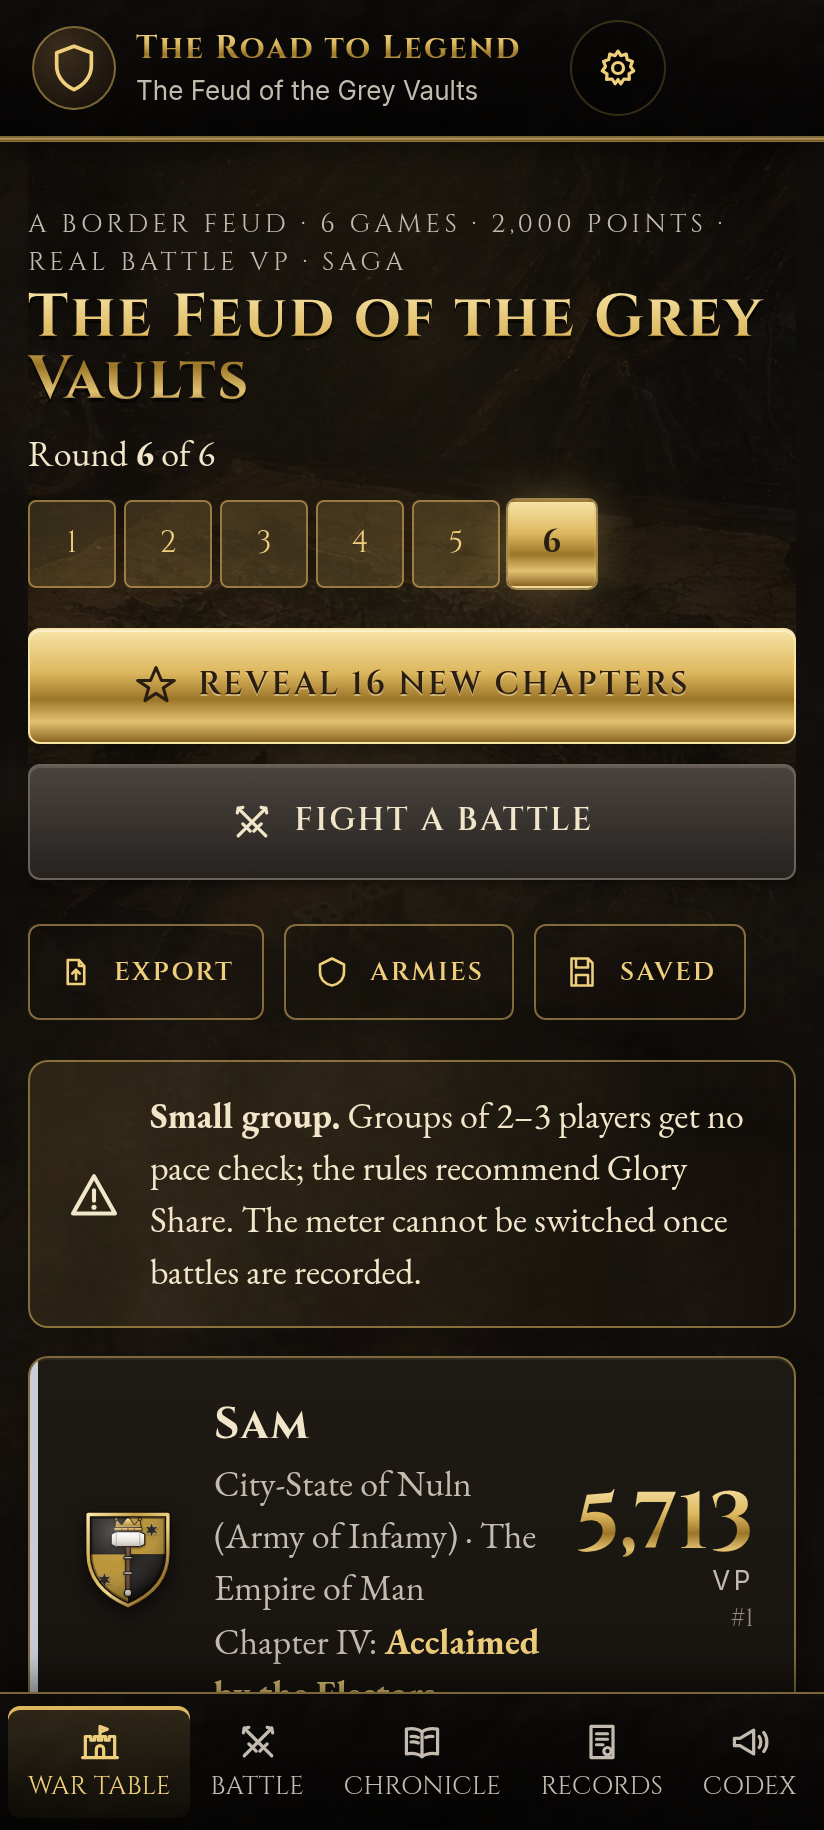 The Road to Legend
The Feud of the Grey Vaults
A BORDER FEUD · 6 GAMES · 2,000 POINTS ·
REAL BATTLE VP · SAGA
The Feud of the Grey
Vaults
Round 6 of 6
1 2 3 4 5 6
REVEAL 16 NEW CHAPTERS
FIGHT A BATTLE
EXPORT ARMIES SAVED
Small group. Groups of 2–3 players get no
pace check; the rules recommend Glory
Share. The meter cannot be switched once
battles are recorded.
Sam
City-State of Nuln
(Army of Infamy) · The
Empire of Man
5,713
VP
#1
Chapter IV: Acclaimed
by the Electors
WAR TABLE BATTLE CHRONICLE RECORDS CODEX